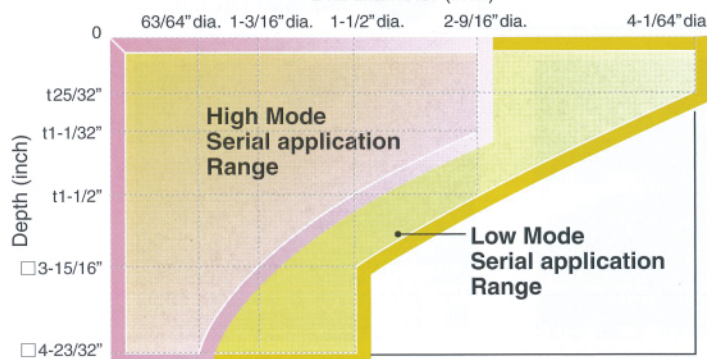 63/64” dia. 1-3/16” dia. 1-1/2” dia. 2-9/16” dia. 4-1/64” dia.
0
t25/32”
t1-1/32”
t1-1/2”
□3-15/16”
□4-23/32”
Depth (inch)
High Mode
Serial application
Range
Low Mode
Serial application
Range